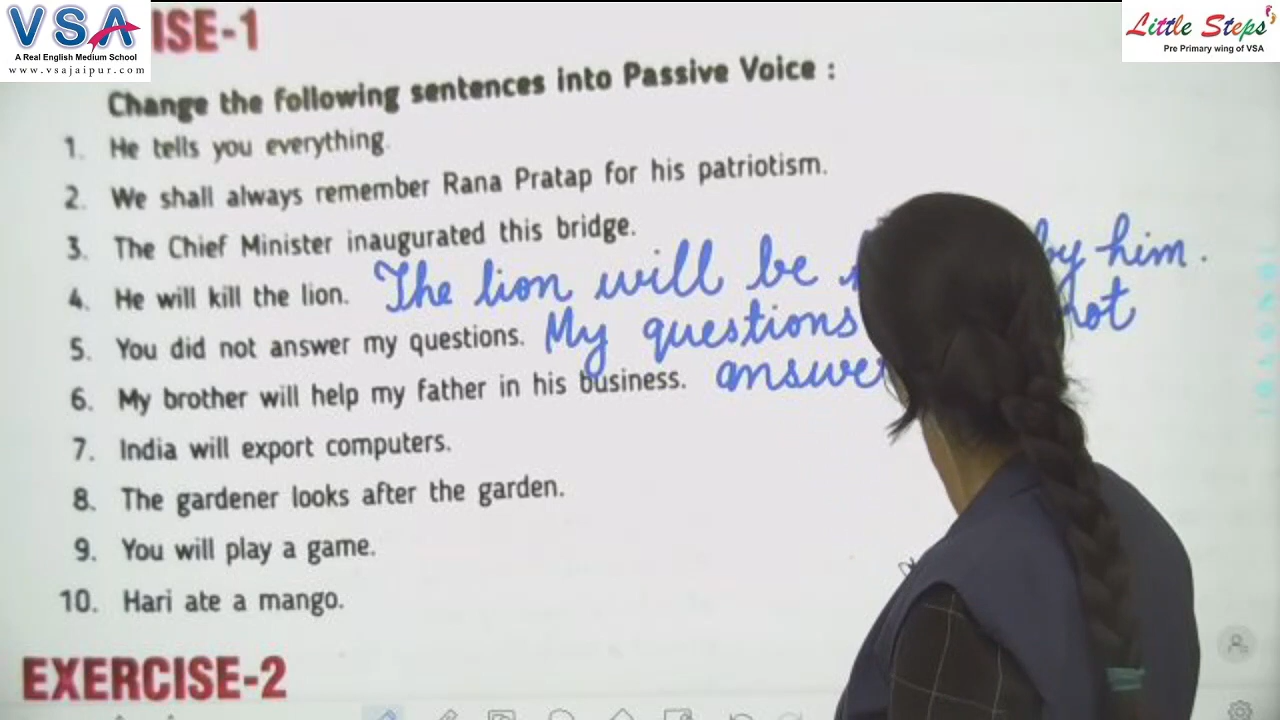 VSA
A Real English Medium School
www.vsajaipur.com
Little Steps
Pre Primary wing of VSA
ISE-1
Change the following sentences into Passive Voice :
1. He tells you everything.
2. We shall always remember Rana Pratap for his patriotism.
3. The Chief Minister inaugurated this bridge.
4. He will kill the lion. The lion will be by him.
5. You did not answer my questions. My questions not
6. My brother will help my father in his business. answe
7. India will export computers.
8. The gardener looks after the garden.
9. You will play a game.
10. Hari ate a mango.
EXERCISE-2